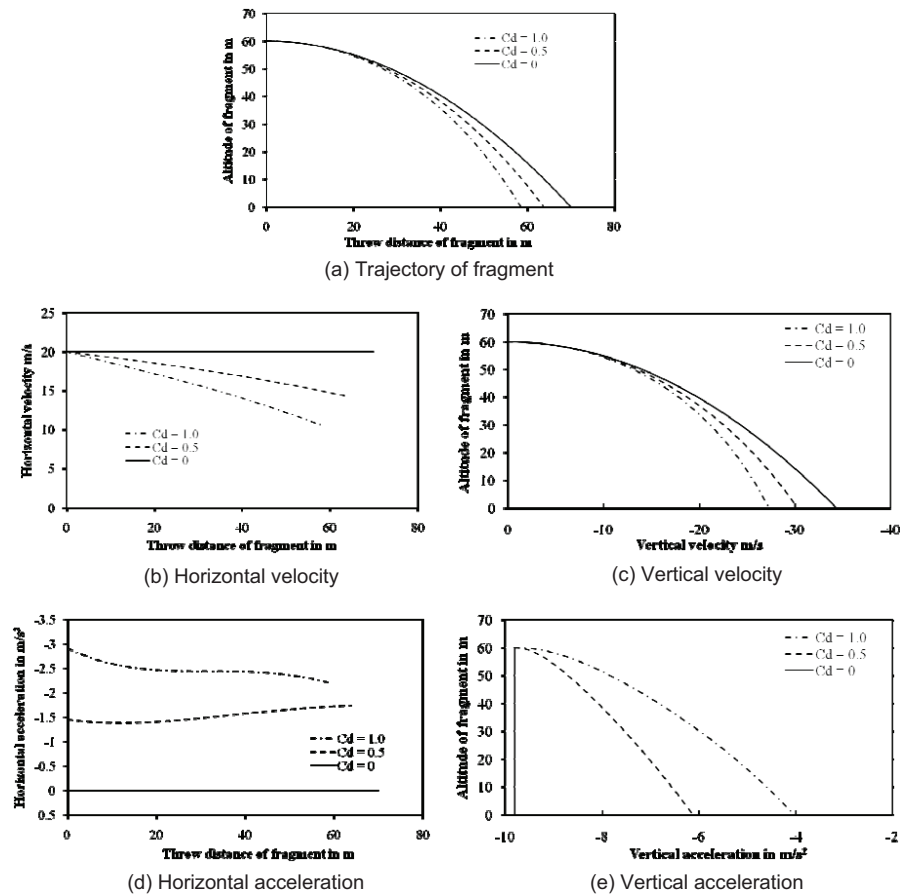 70
60
50
40
30
20
10
0
Altitude of fragment in m
Cd = 1.0
Cd – 0.5
Cd = 0
0 20 40 60 80
Throw distance of fragment in m
(a) Trajectory of fragment
25
20
15
10
5
0
Horizontal velocity m/s
Cd – 1.0
Cd – 0.5
Cd = 0
0 20 40 60 80
Throw distance of fragment in m
(b) Horizontal velocity
70
60
50
40
30
20
10
0
Altitude of fragment in m
Cd = 1.0
Cd – 0.5
Cd = 0
0 -10 -20 -30 -40
Vertical velocity m/s
(c) Vertical velocity
-3.5
-3
-2.5
-2
-1.5
-1
-0.5
0
0.5
Horizontal acceleration in m/s²
Cd = 1.0
Cd = 0.5
Cd = 0
0 20 40 60 80
Throw distance of fragment in m
(d) Horizontal acceleration
70
60
50
40
30
20
10
0
Altitude of fragment in m
Cd = 1.0
Cd – 0.5
Cd = 0
-10 -8 -6 -4 -2
Vertical acceleration in m/s²
(e) Vertical acceleration